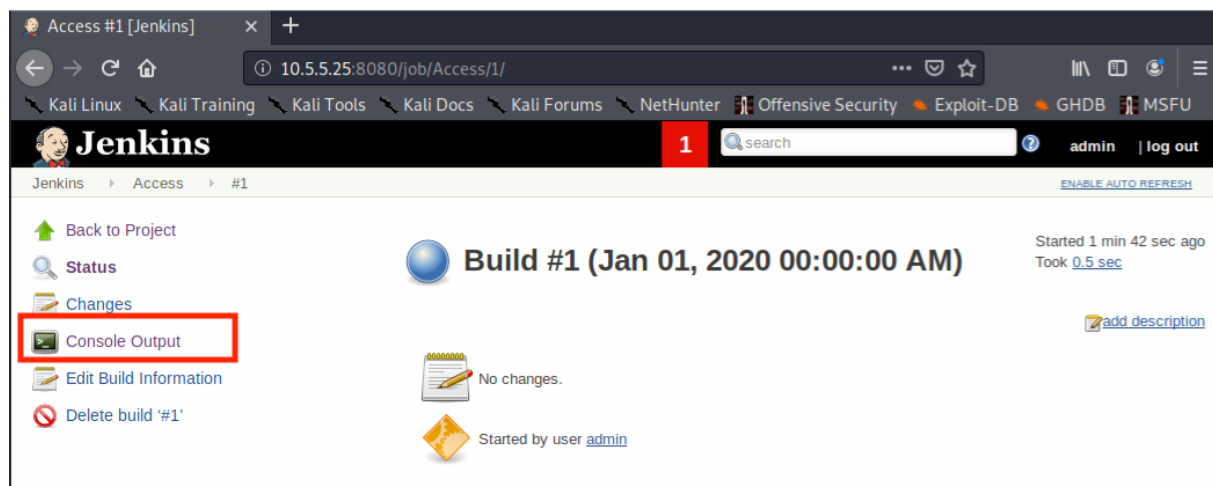 Access #1 [Jenkins]
10.5.5.25:8080/job/Access/1/
Kali Linux Kali Training Kali Tools Kali Docs Kali Forums NetHunter Offensive Security Exploit-DB GHDB MSFU
Jenkins 1 search admin | log out
Jenkins Access #1 ENABLE AUTO REFRESH
Back to Project
Status
Changes
Console Output
Edit Build Information
Delete build ‘#1’
Build #1 (Jan 01, 2020 00:00:00 AM)
Started 1 min 42 sec ago
Took 0.5 sec
add description
No changes.
Started by user admin